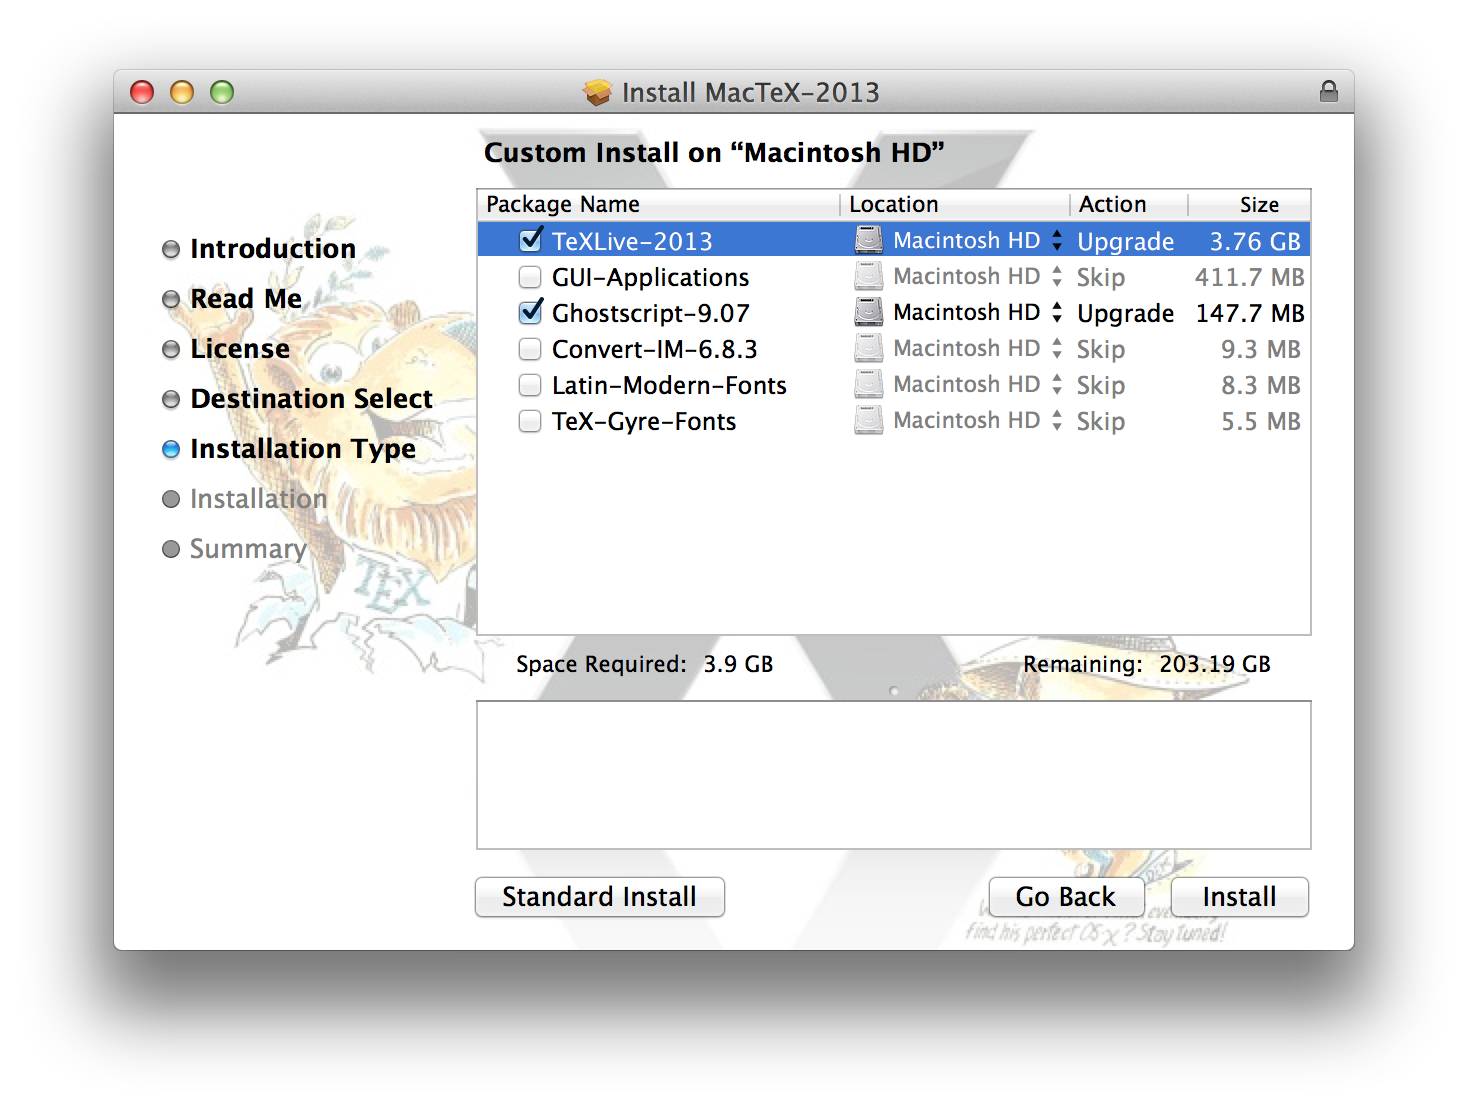 Install MacTeX-2013
Custom Install on “Macintosh HD”
Package Name Location Action Size
TeXLive-2013 Macintosh HD Upgrade 3.76 GB
GUI-Applications Macintosh HD Skip 411.7 MB
Ghostscript-9.07 Macintosh HD Upgrade 147.7 MB
Convert-IM-6.8.3 Macintosh HD Skip 9.3 MB
Latin-Modern-Fonts Macintosh HD Skip 8.3 MB
TeX-Gyre-Fonts Macintosh HD Skip 5.5 MB
Introduction
Read Me
License
Destination Select
Installation Type
Installation
Summary
TEX
Space Required: 3.9 GB Remaining: 203.19 GB
Standard Install Go Back Install
find his perfect OS-X? Stay tuned!